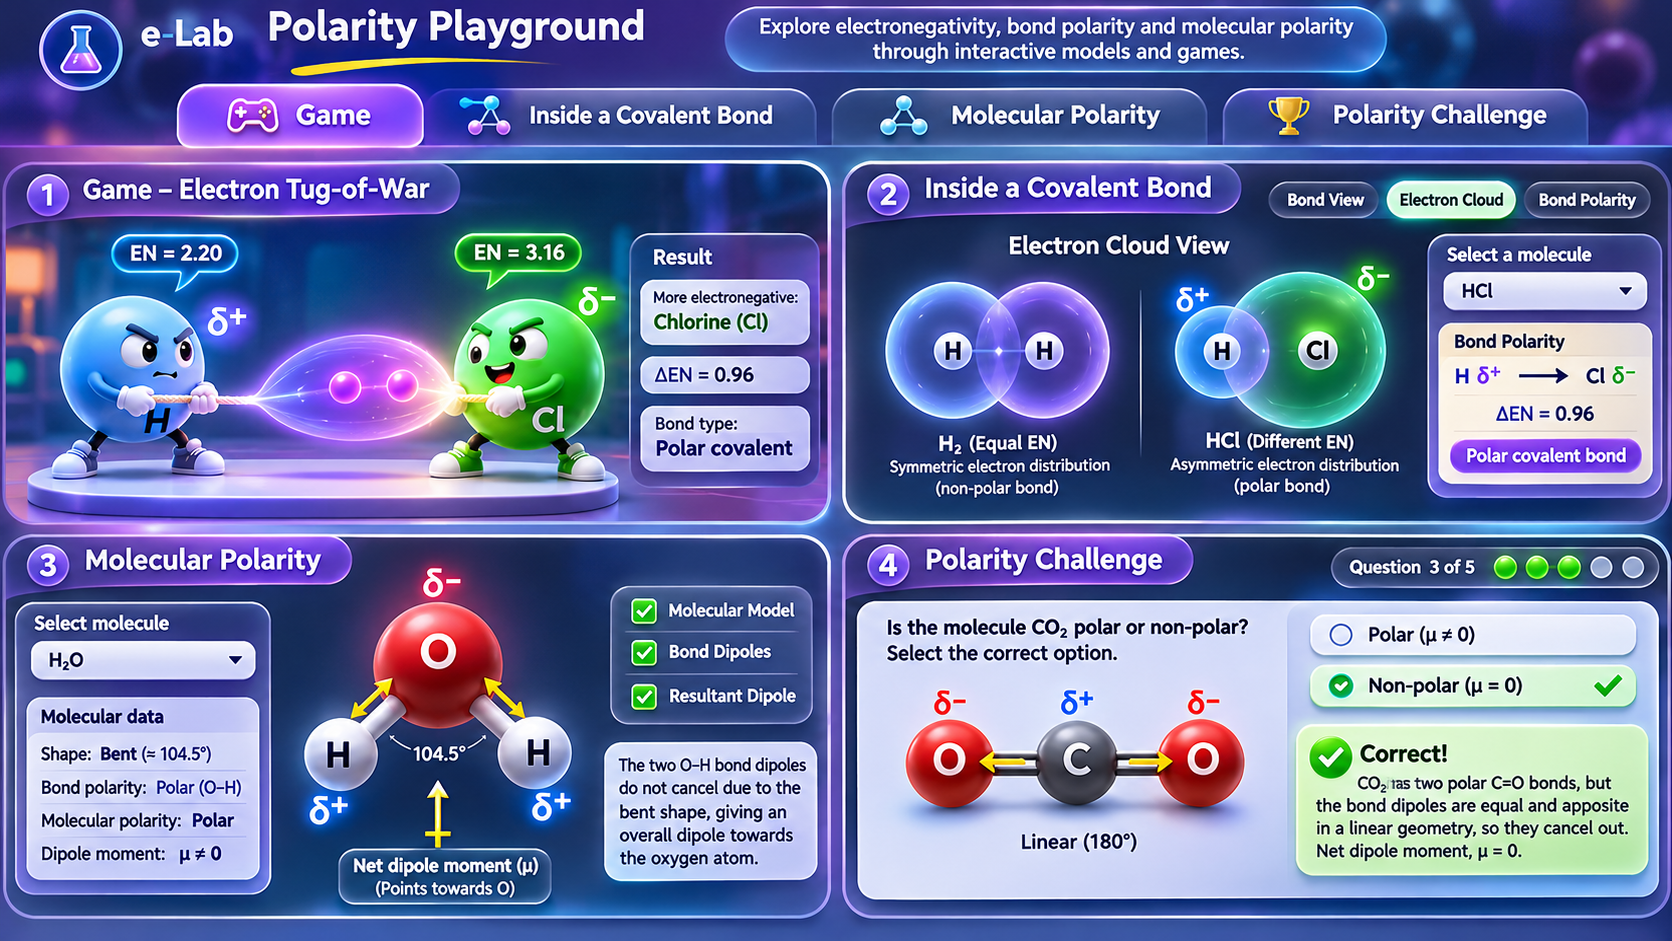 e-Lab
Polarity Playground
Explore electronegativity, bond polarity and molecular polarity
through interactive models and games.
Game
Inside a Covalent Bond
Molecular Polarity
Polarity Challenge
1 Game – Electron Tug-of-War
EN = 2.20
EN = 3.16
δ+
δ−
H
Cl
Result
More electronegative:
Chlorine (Cl)
ΔEN = 0.96
Bond type:
Polar covalent
2 Inside a Covalent Bond
Bond View
Electron Cloud
Bond Polarity
Electron Cloud View
H H
δ+
δ−
H Cl
H₂ (Equal EN)
Symmetric electron distribution
(non-polar bond)
HCl (Different EN)
Asymmetric electron distribution
(polar bond)
Select a molecule
HCl
Bond Polarity
H δ+ → Cl δ−
ΔEN = 0.96
Polar covalent bond
3 Molecular Polarity
Select molecule
H₂O
Molecular data
Shape: Bent (≈ 104.5°)
Bond polarity: Polar (O–H)
Molecular polarity: Polar
Dipole moment: μ ≠ 0
δ−
O
H H
104.5°
δ+ δ+
Net dipole moment (μ)
(Points towards O)
Molecular Model
Bond Dipoles
Resultant Dipole
The two O–H bond dipoles
do not cancel due to the
bent shape, giving an
overall dipole towards
the oxygen atom.
4 Polarity Challenge
Question 3 of 5
Is the molecule CO₂ polar or non-polar?
Select the correct option.
δ− δ+ δ−
O C O
Linear (180°)
Polar (μ ≠ 0)
Non-polar (μ = 0)
Correct!
CO₂ has two polar C=O bonds, but
the bond dipoles are equal and apposite
in a linear geometry, so they cancel out.
Net dipole moment, μ = 0.